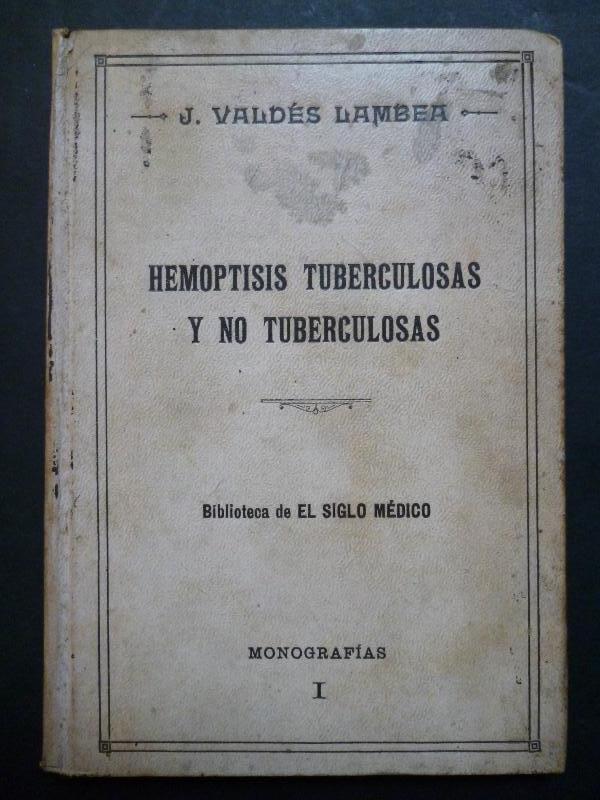 J. VALDÉS LAMBEA
HEMOPTISIS TUBERCULOSAS
Y NO TUBERCULOSAS
Biblioteca de EL SIGLO MÉDICO
MONOGRAFÍAS
I